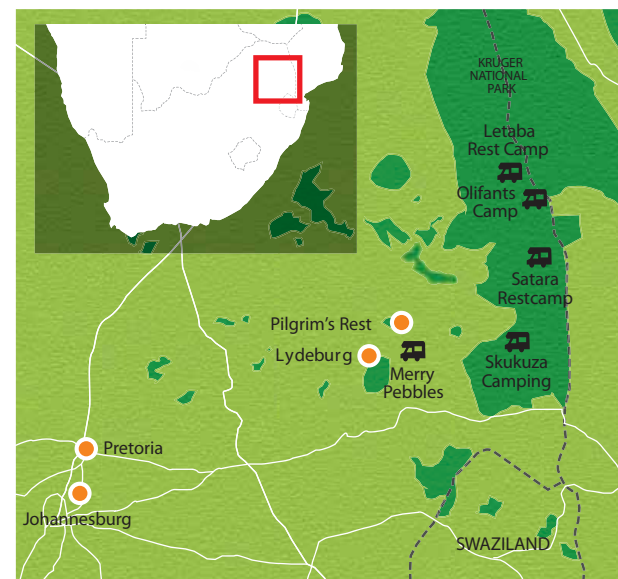 KRUGER
NATIONAL
PARK
Letaba
Rest Camp
Olifants
Camp
Satara
Restcamp
Pilgrim's Rest
Lydeburg
Merry
Pebbles
Skukuza
Camping
Pretoria
Johannesburg
SWAZILAND